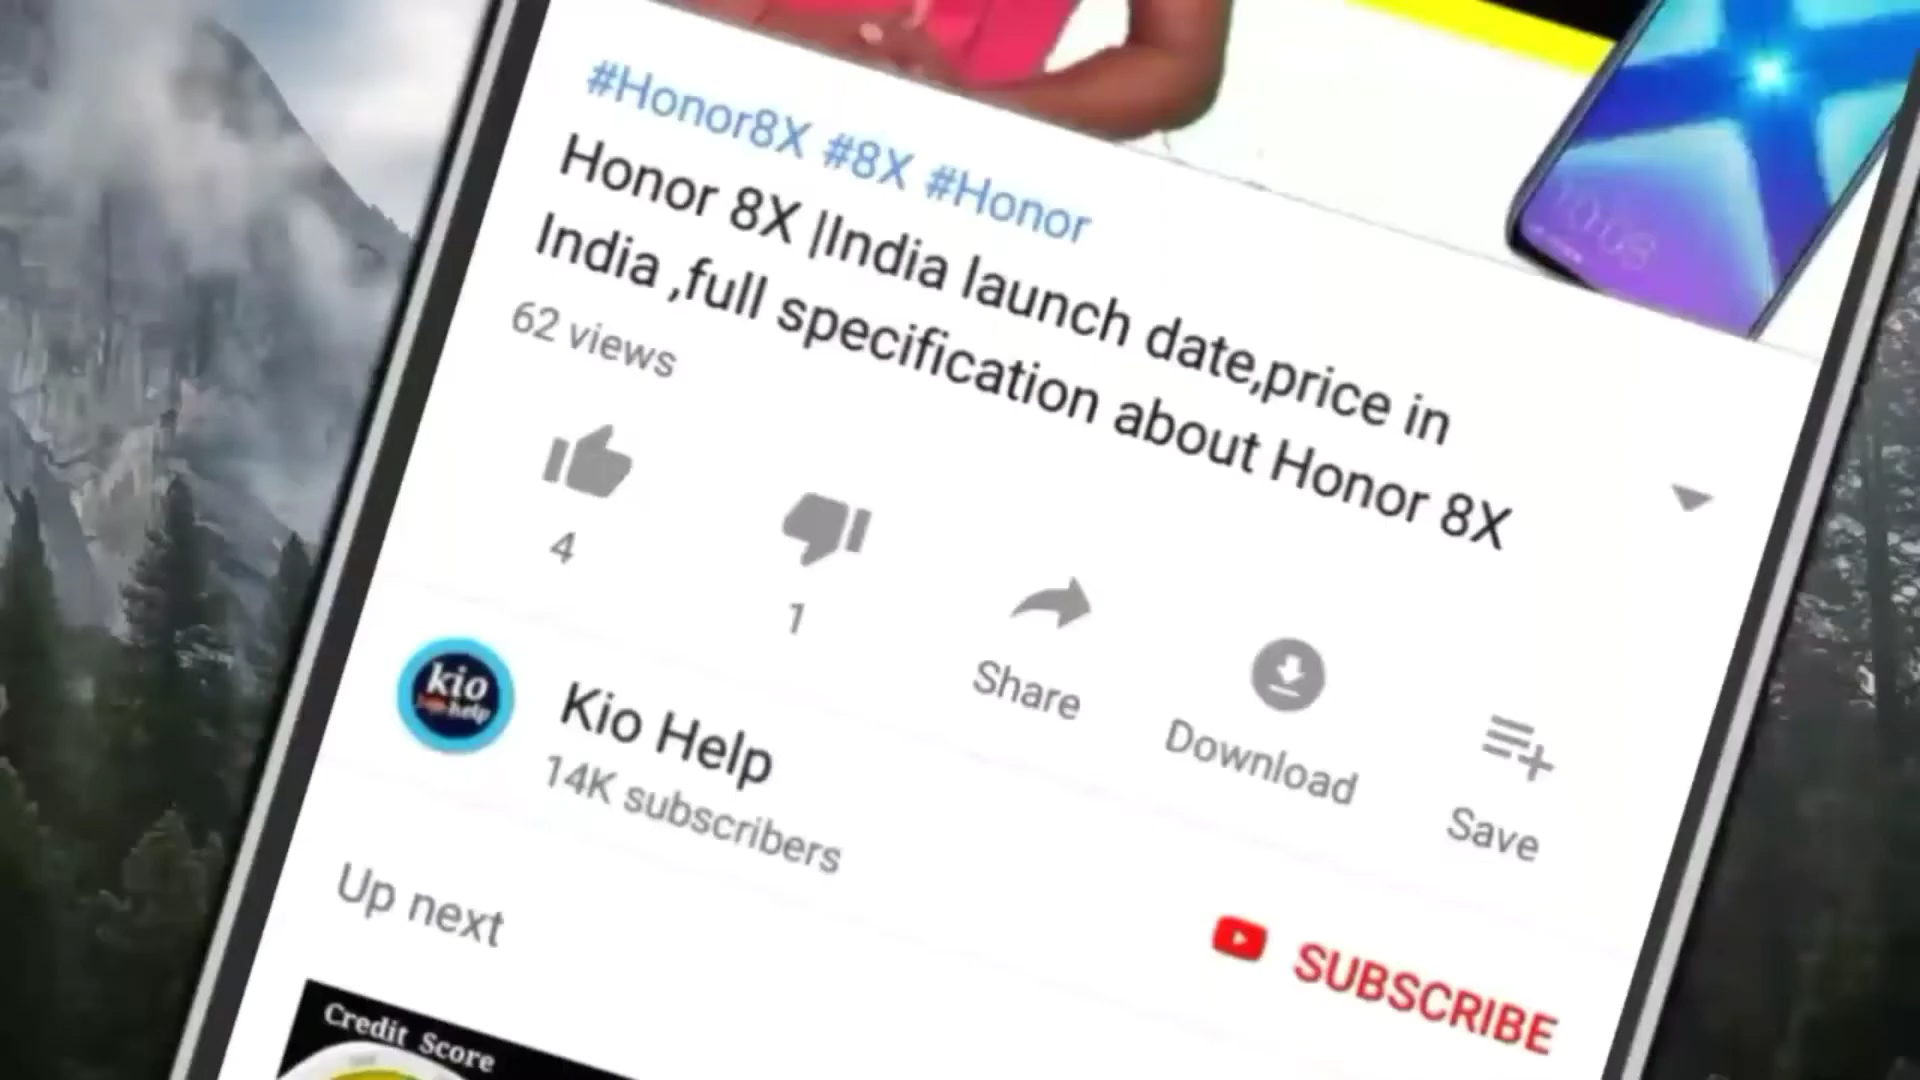 #Honor8X #8X #Honor
Honor 8X |India launch date,price in
India ,full specification about Honor 8X
62 views
4
1
Share
Download
Save
kio
help
Kio Help
14K subscribers
SUBSCRIBE
Up next
Credit Score